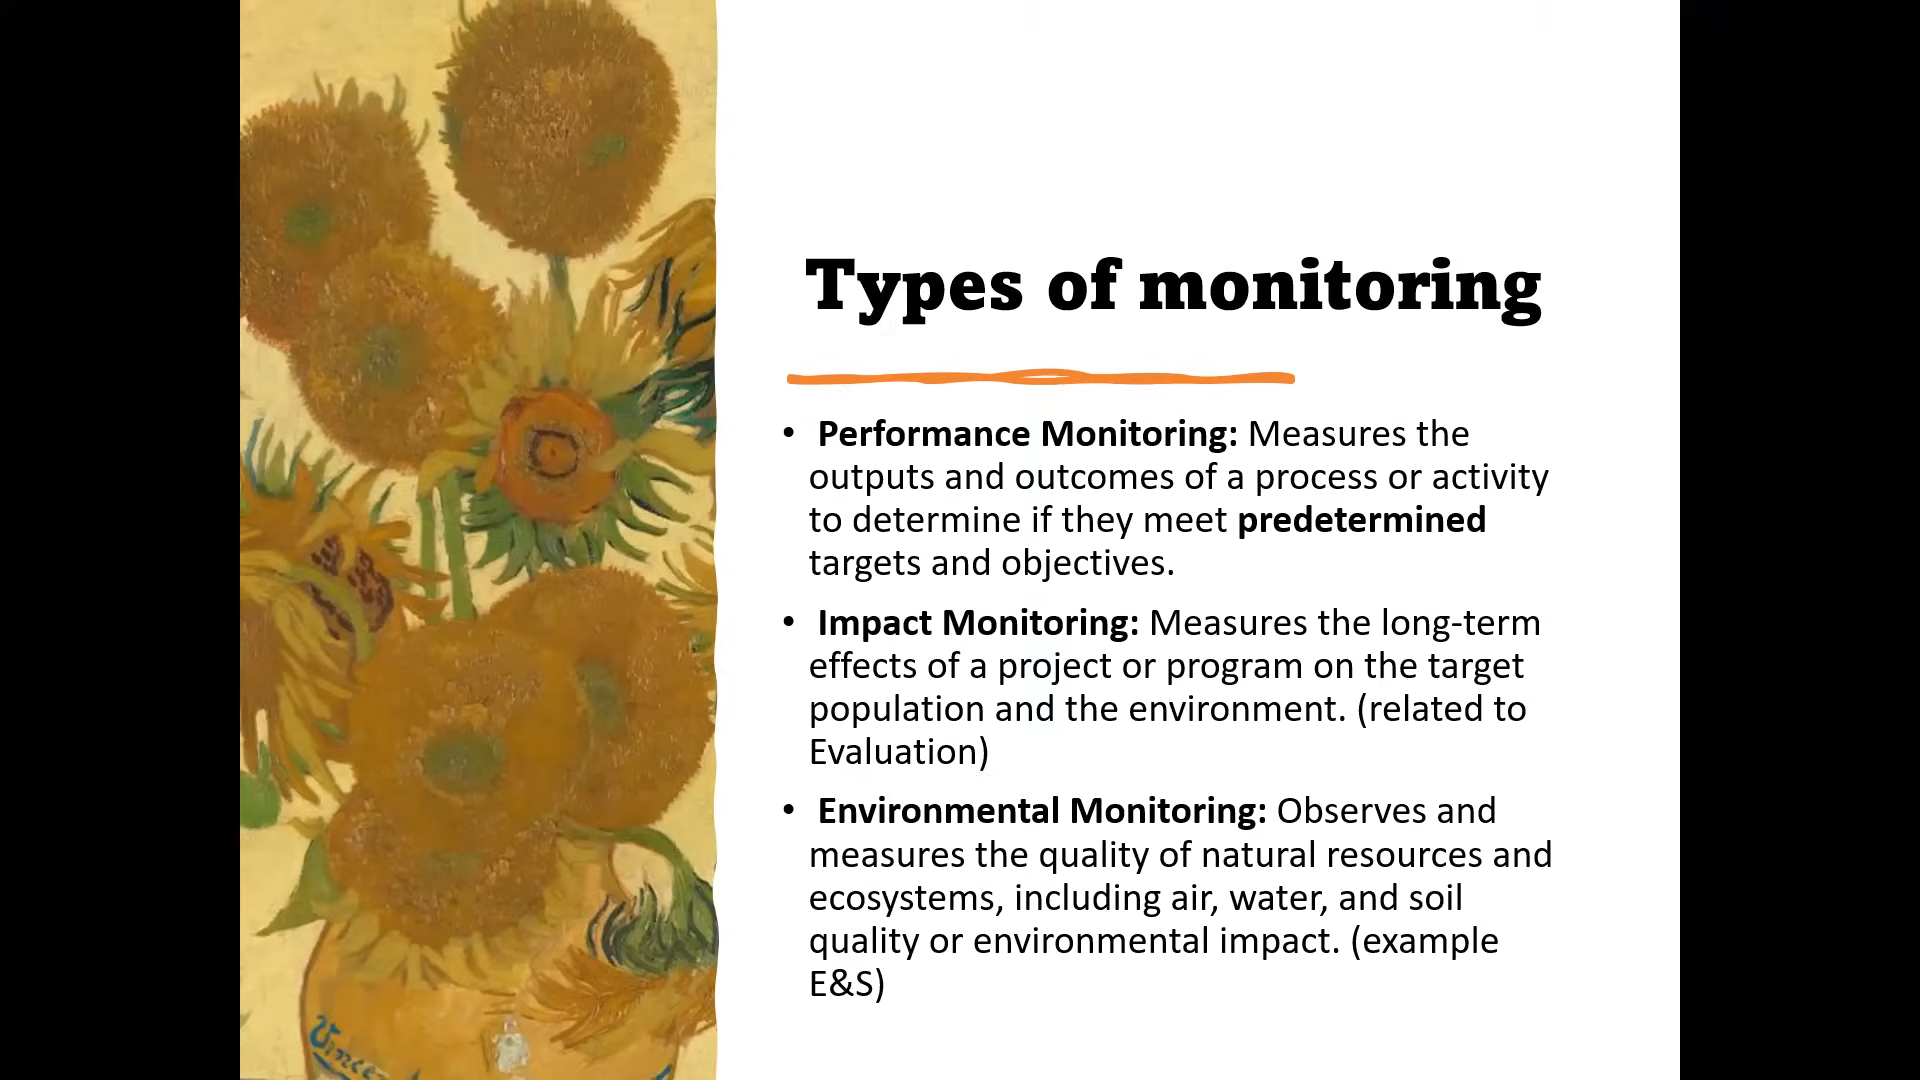 Types of monitoring
• Performance Monitoring: Measures the
outputs and outcomes of a process or activity
to determine if they meet predetermined
targets and objectives.
• Impact Monitoring: Measures the long-term
effects of a project or program on the target
population and the environment. (related to
Evaluation)
• Environmental Monitoring: Observes and
measures the quality of natural resources and
ecosystems, including air, water, and soil
quality or environmental impact. (example
E&S)